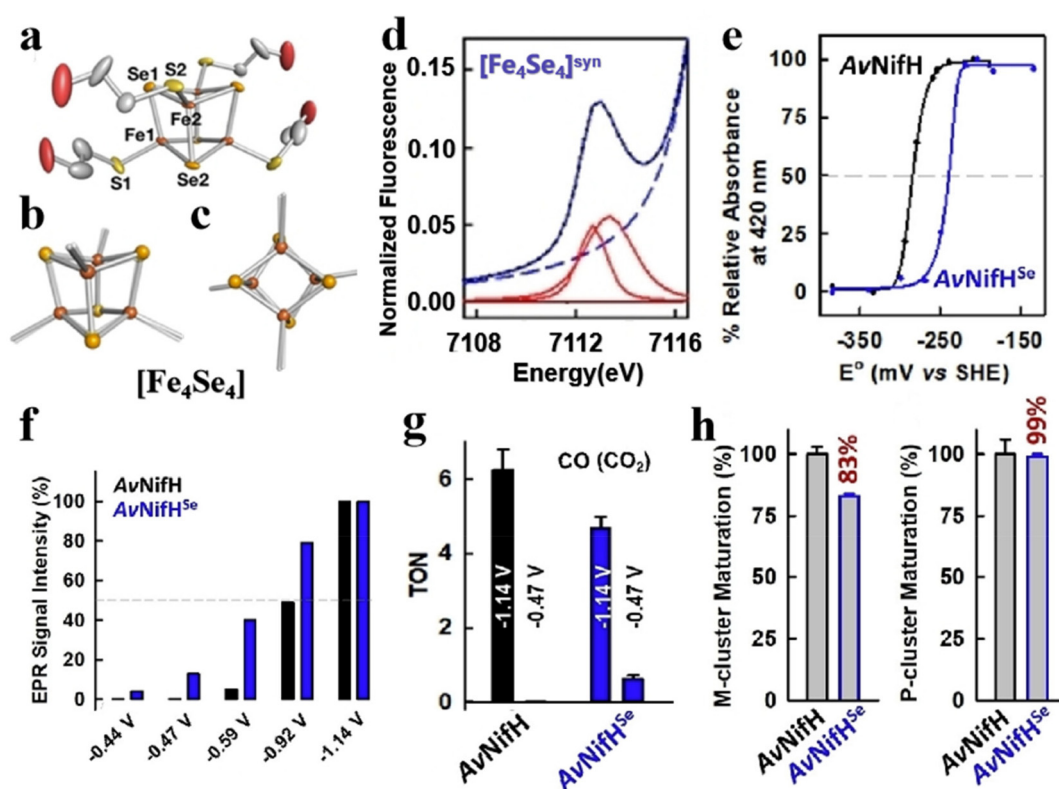 a
Se1
S2
Fe2
Fe1
S1
Se2
b
c
[Fe₄Se₄]
d
[Fe₄Se₄]ˢʸⁿ
Normalized Fluorescence
0.15
0.10
0.05
0.00
7108
7112
7116
Energy(eV)
e
AvNifH
AvNifHSe
% Relative Absorbance
at 420 nm
100
75
50
25
0
-350
-250
-150
E° (mV vs SHE)
f
AvNifH
AvNifHSe
EPR Signal Intensity (%)
100
80
60
40
20
0
-0.44 V
-0.47 V
-0.59 V
-0.92 V
-1.14 V
g
CO (CO₂)
TON
6
4
2
0
-1.14 V
-0.47 V
-1.14 V
-0.47 V
AvNifH
AvNifHSe
h
M-cluster Maturation (%)
100
75
50
25
0
83%
AvNifH
AvNifHSe
P-cluster Maturation (%)
100
75
50
25
0
99%
AvNifH
AvNifHSe